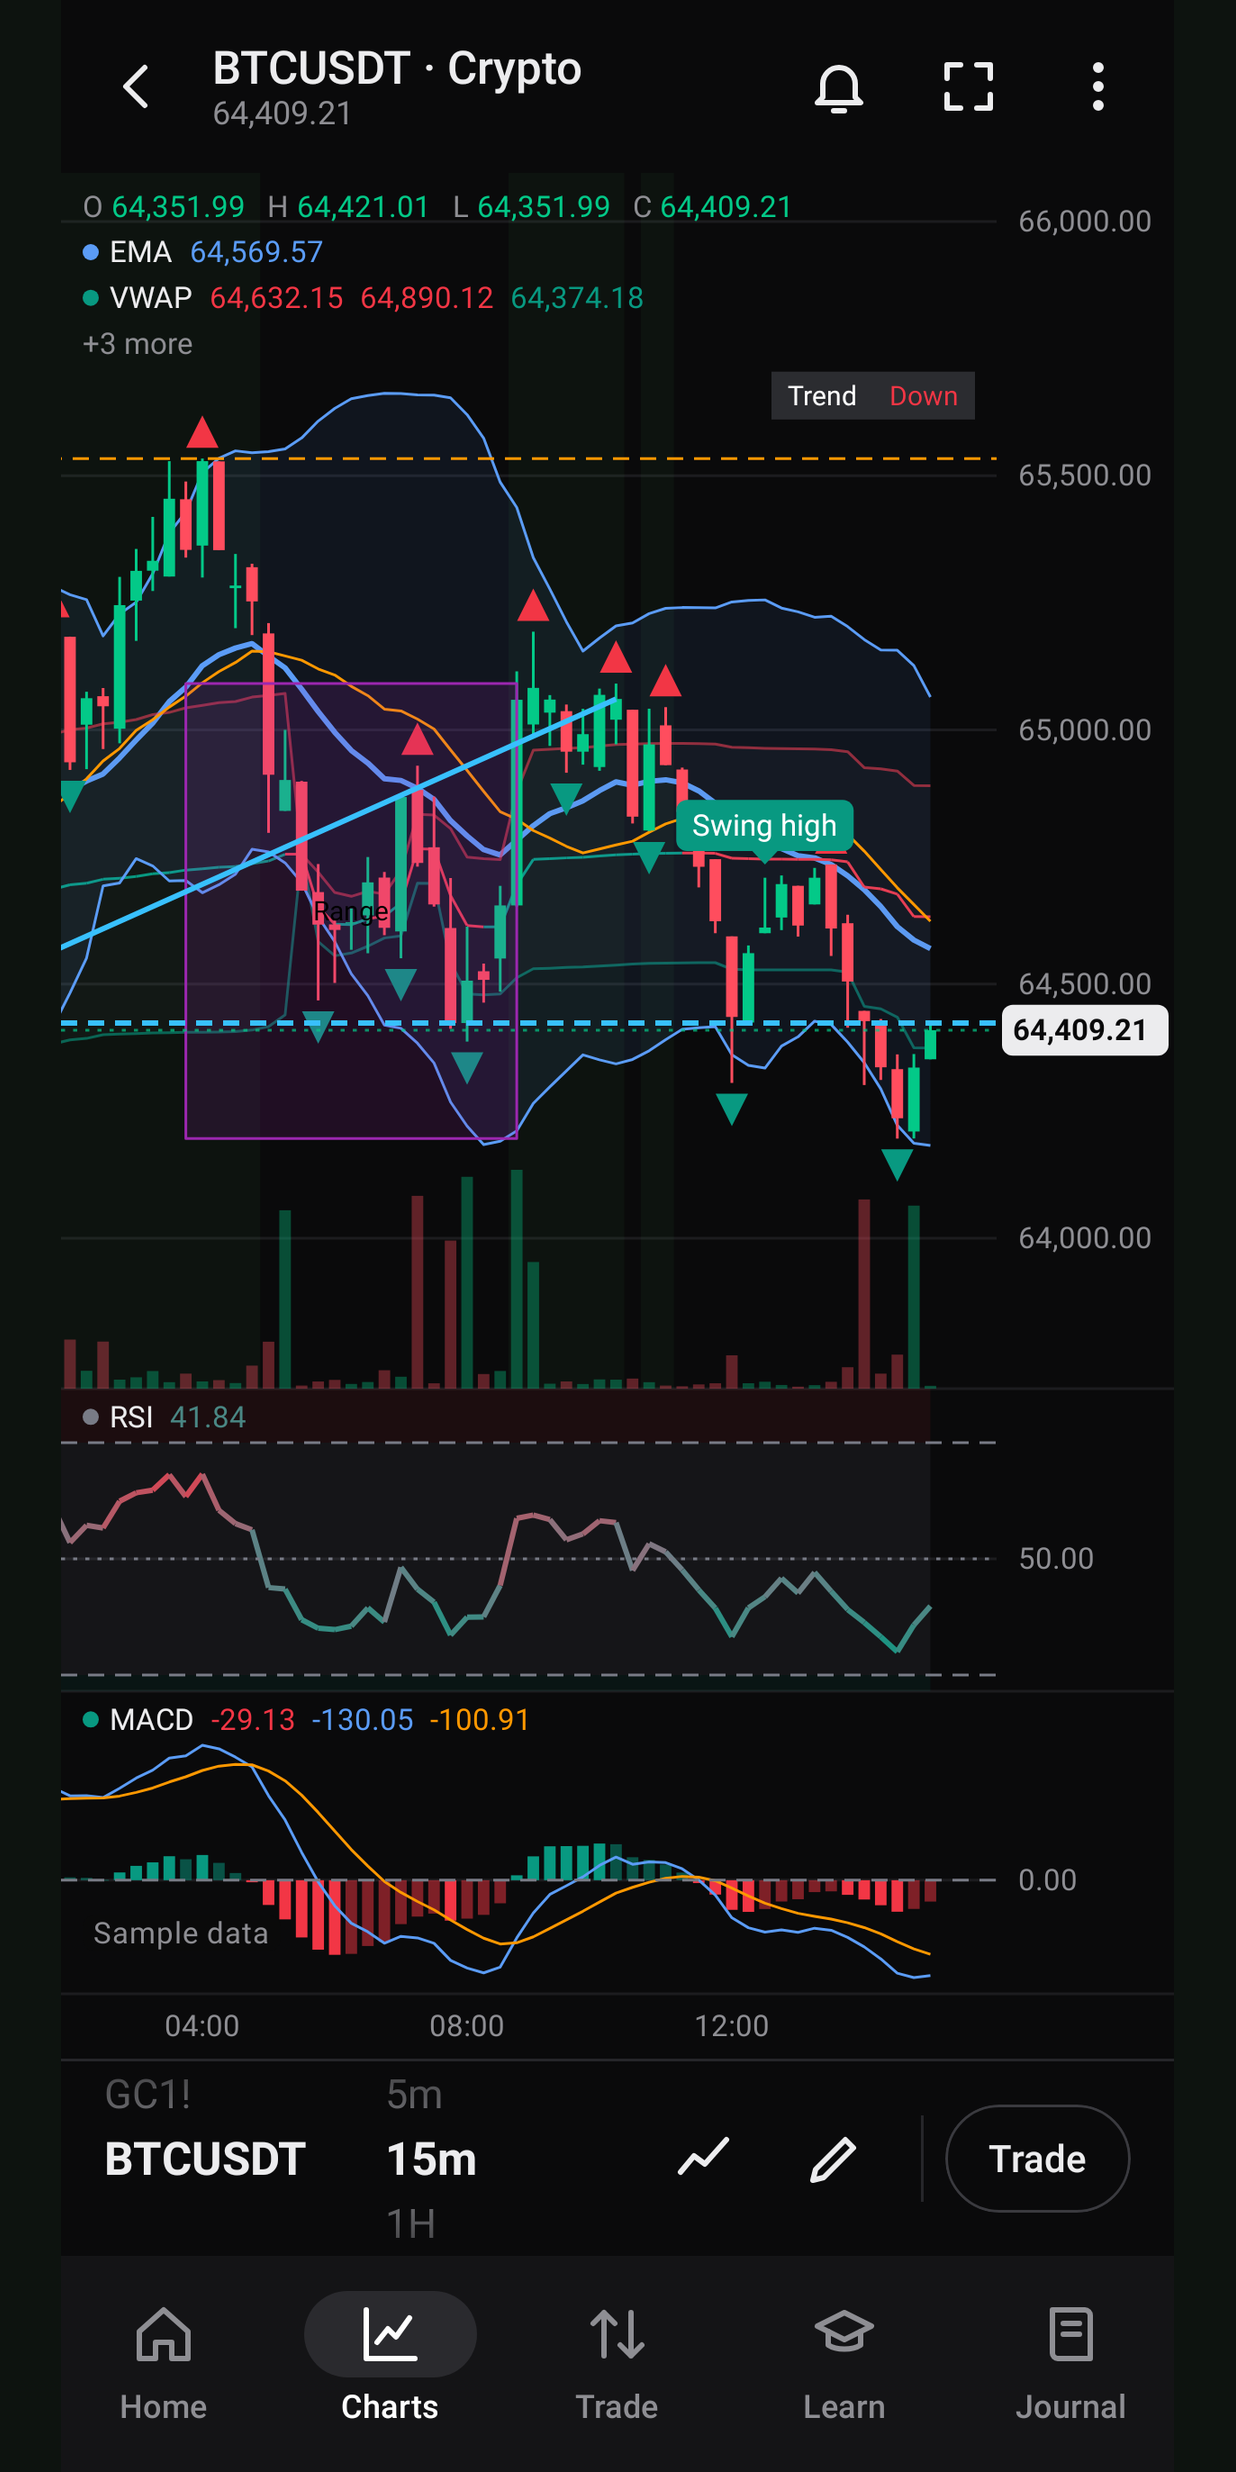 BTCUSDT · Crypto
64,409.21
O 64,351.99 H 64,421.01 L 64,351.99 C 64,409.21
66,000.00
EMA 64,569.57
VWAP 64,632.15 64,890.12 64,374.18
+3 more
Trend Down
65,500.00
65,000.00
Swing high
Range
64,500.00
64,409.21
64,000.00
RSI 41.84
50.00
MACD -29.13 -130.05 -100.91
0.00
Sample data
04:00 08:00 12:00
GC1! 5m
BTCUSDT 15m Trade
1H
Home Charts Trade Learn Journal